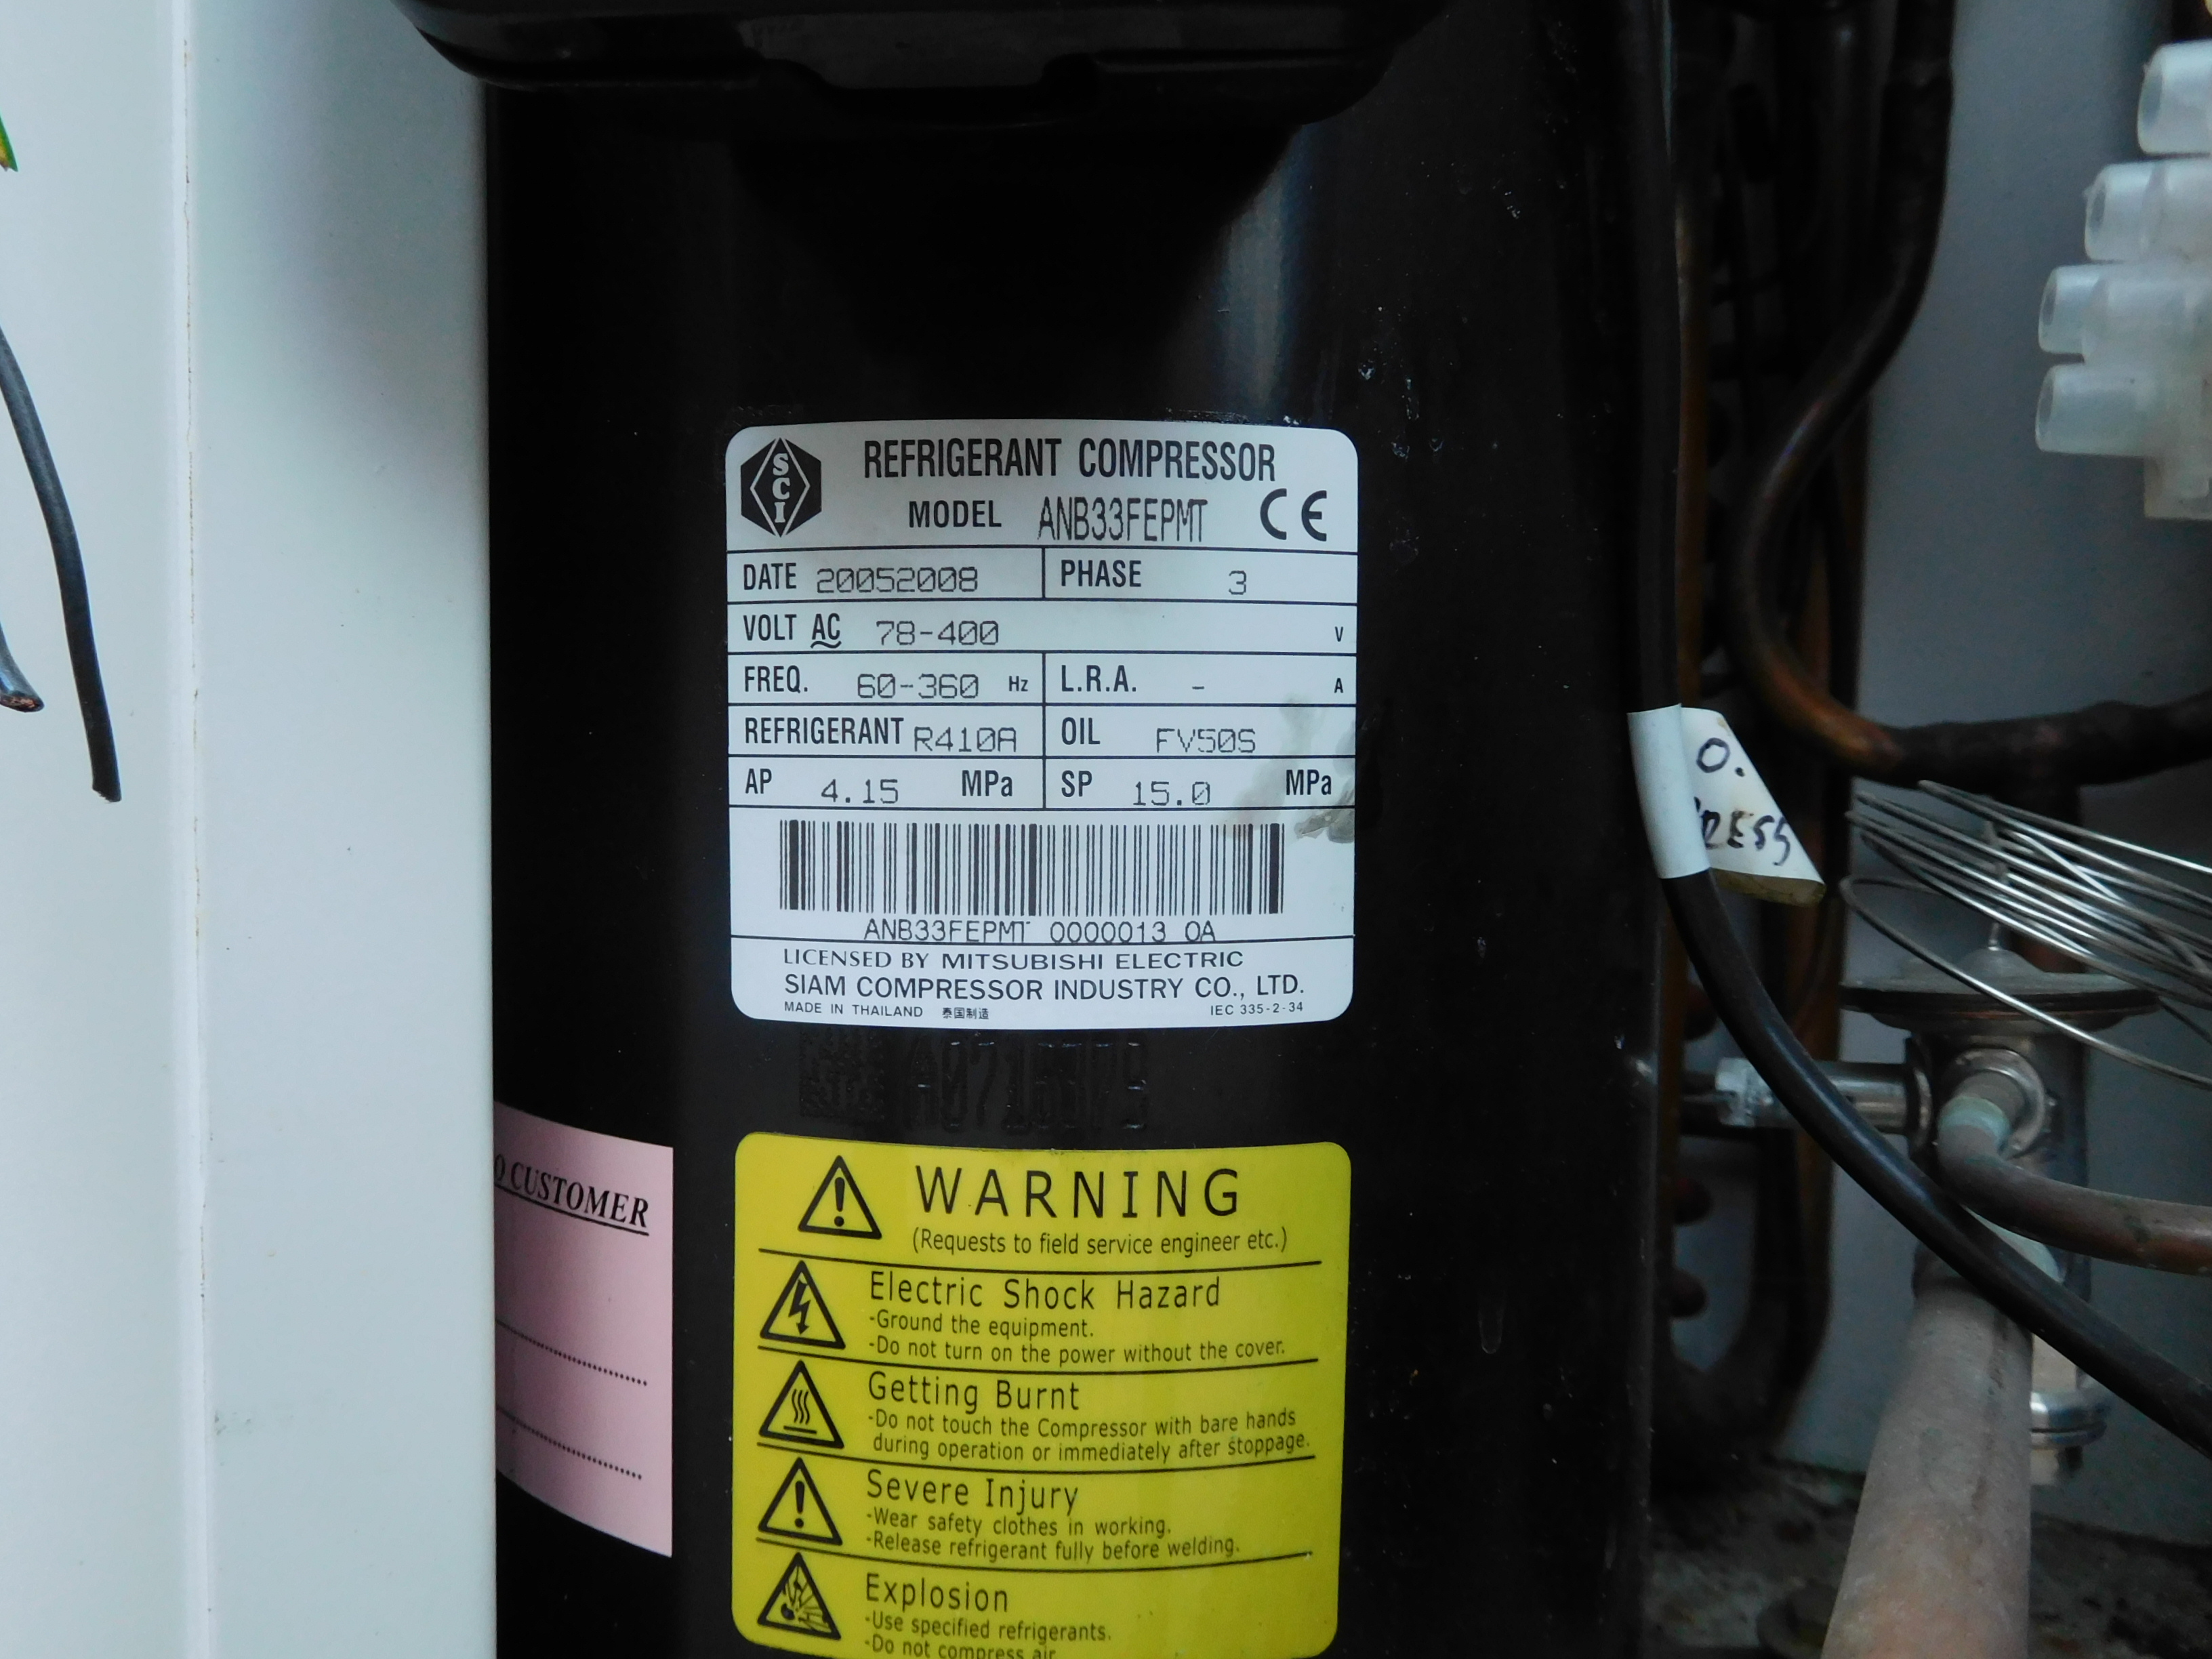 SCI
REFRIGERANT COMPRESSOR
MODEL ANB33FEPMT CE
DATE 20052008 PHASE 3
VOLT AC 78-400 V
FREQ. 60-360 Hz L.R.A. - A
REFRIGERANT R410A OIL FV50S
AP 4.15 MPa SP 15.0 MPa
ANB33FEPMT 0000013 0A
LICENSED BY MITSUBISHI ELECTRIC
SIAM COMPRESSOR INDUSTRY CO., LTD.
MADE IN THAILAND 泰国制造 IEC 335-2-34
O.
CUSTOMER
WARNING
(Requests to field service engineer etc.)
Electric Shock Hazard
-Ground the equipment.
-Do not turn on the power without the cover.
Getting Burnt
-Do not touch the Compressor with bare hands
during operation or immediately after stoppage.
Severe Injury
-Wear safety clothes in working.
-Release refrigerant fully before welding.
Explosion
-Use specified refrigerants.
-Do not compress air